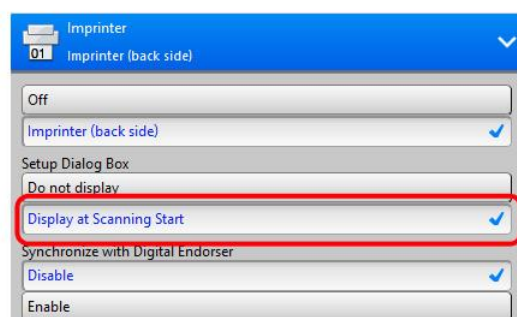 Imprinter
01 Imprinter (back side)
Off
Imprinter (back side)
Setup Dialog Box
Do not display
Display at Scanning Start
Synchronize with Digital Endorser
Disable
Enable